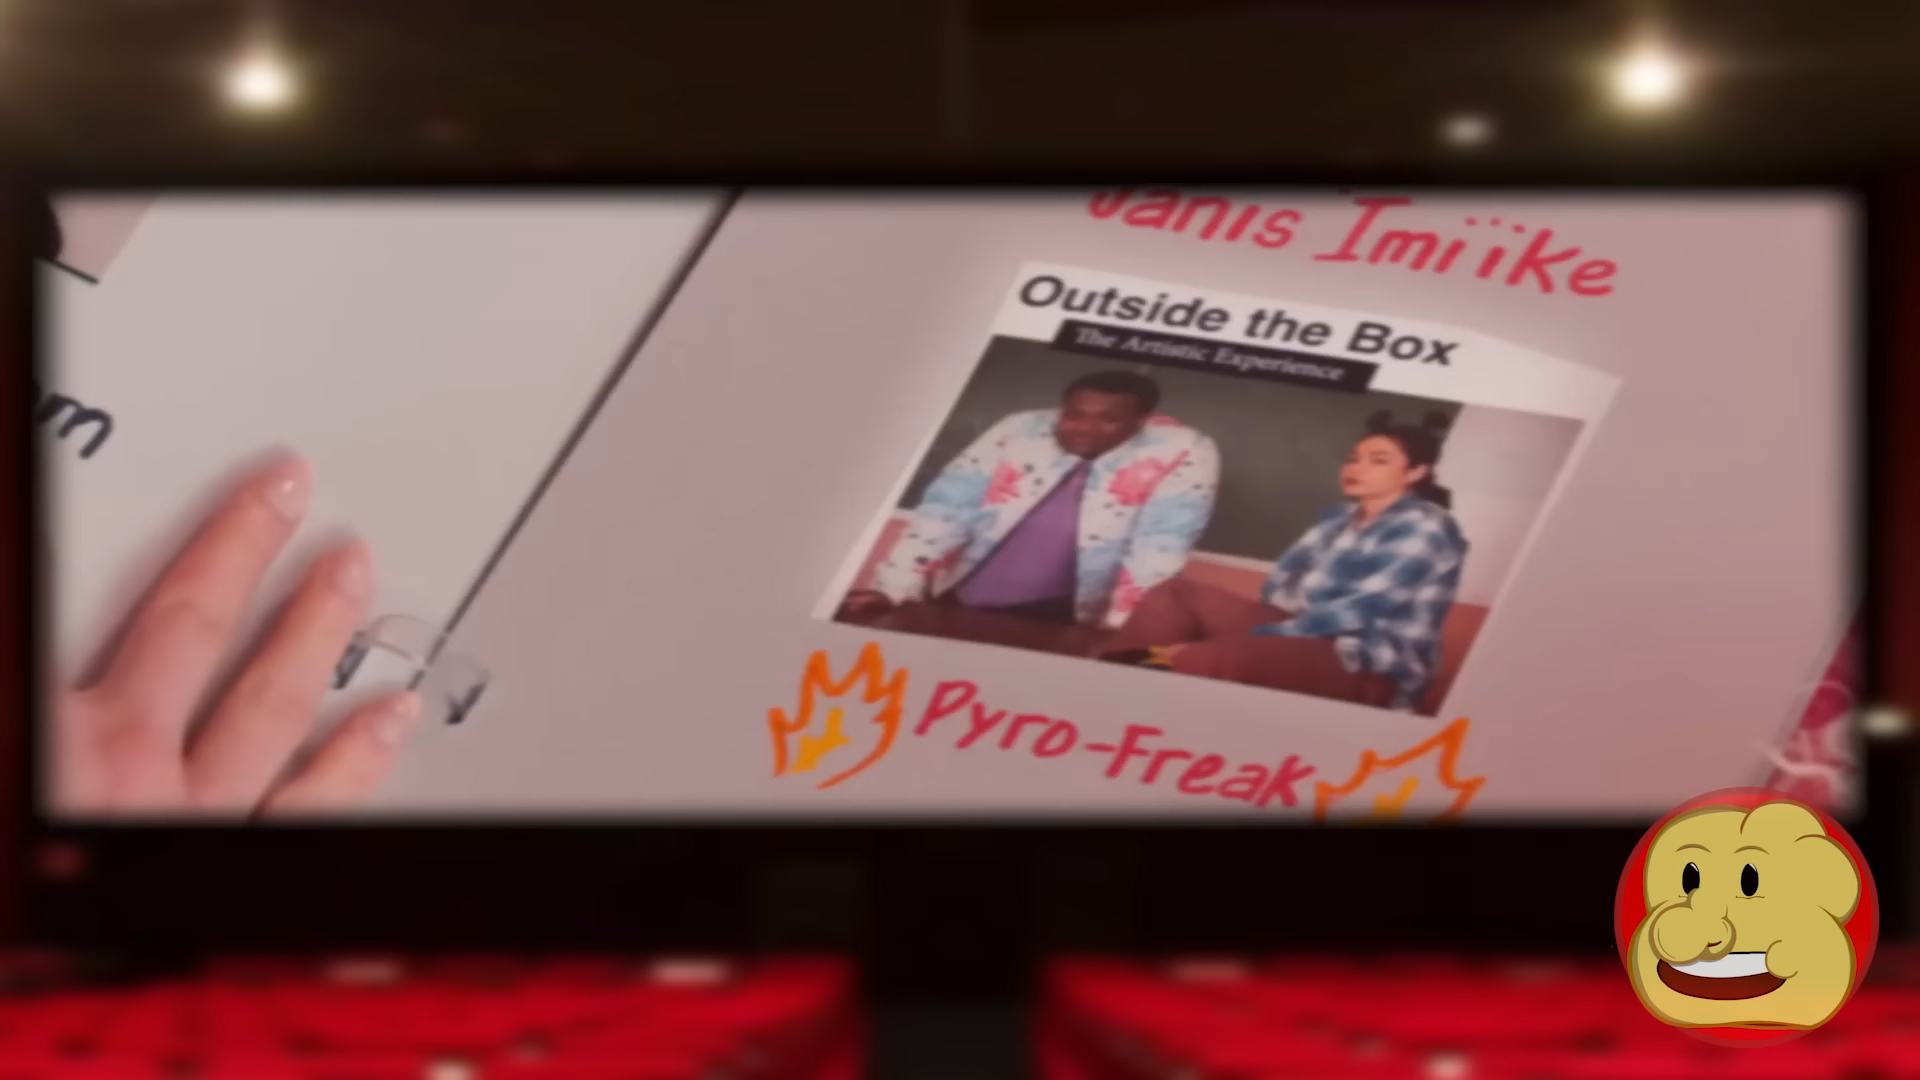 Janis Imiike
Outside the Box
The Artistic Experience
Pyro-Freak